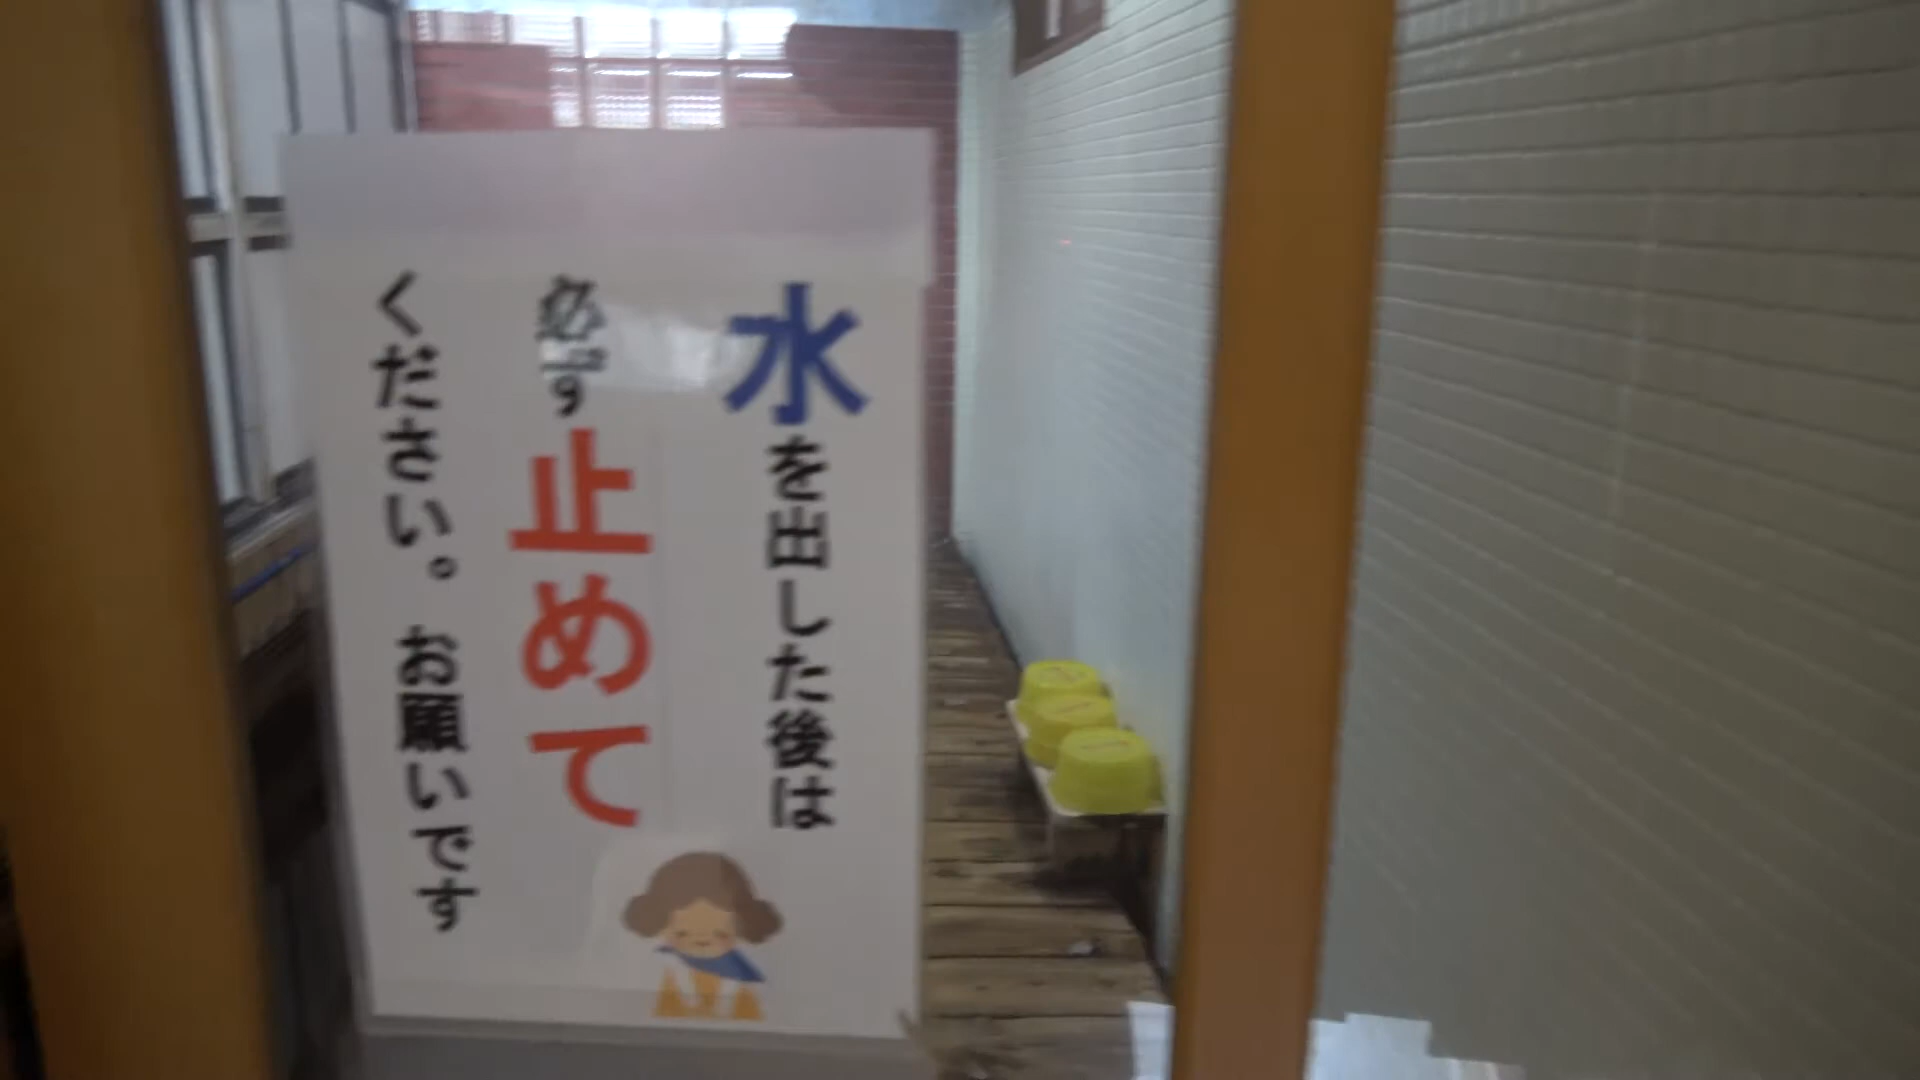 水を出した後は
必ず止めて
ください。お願いです